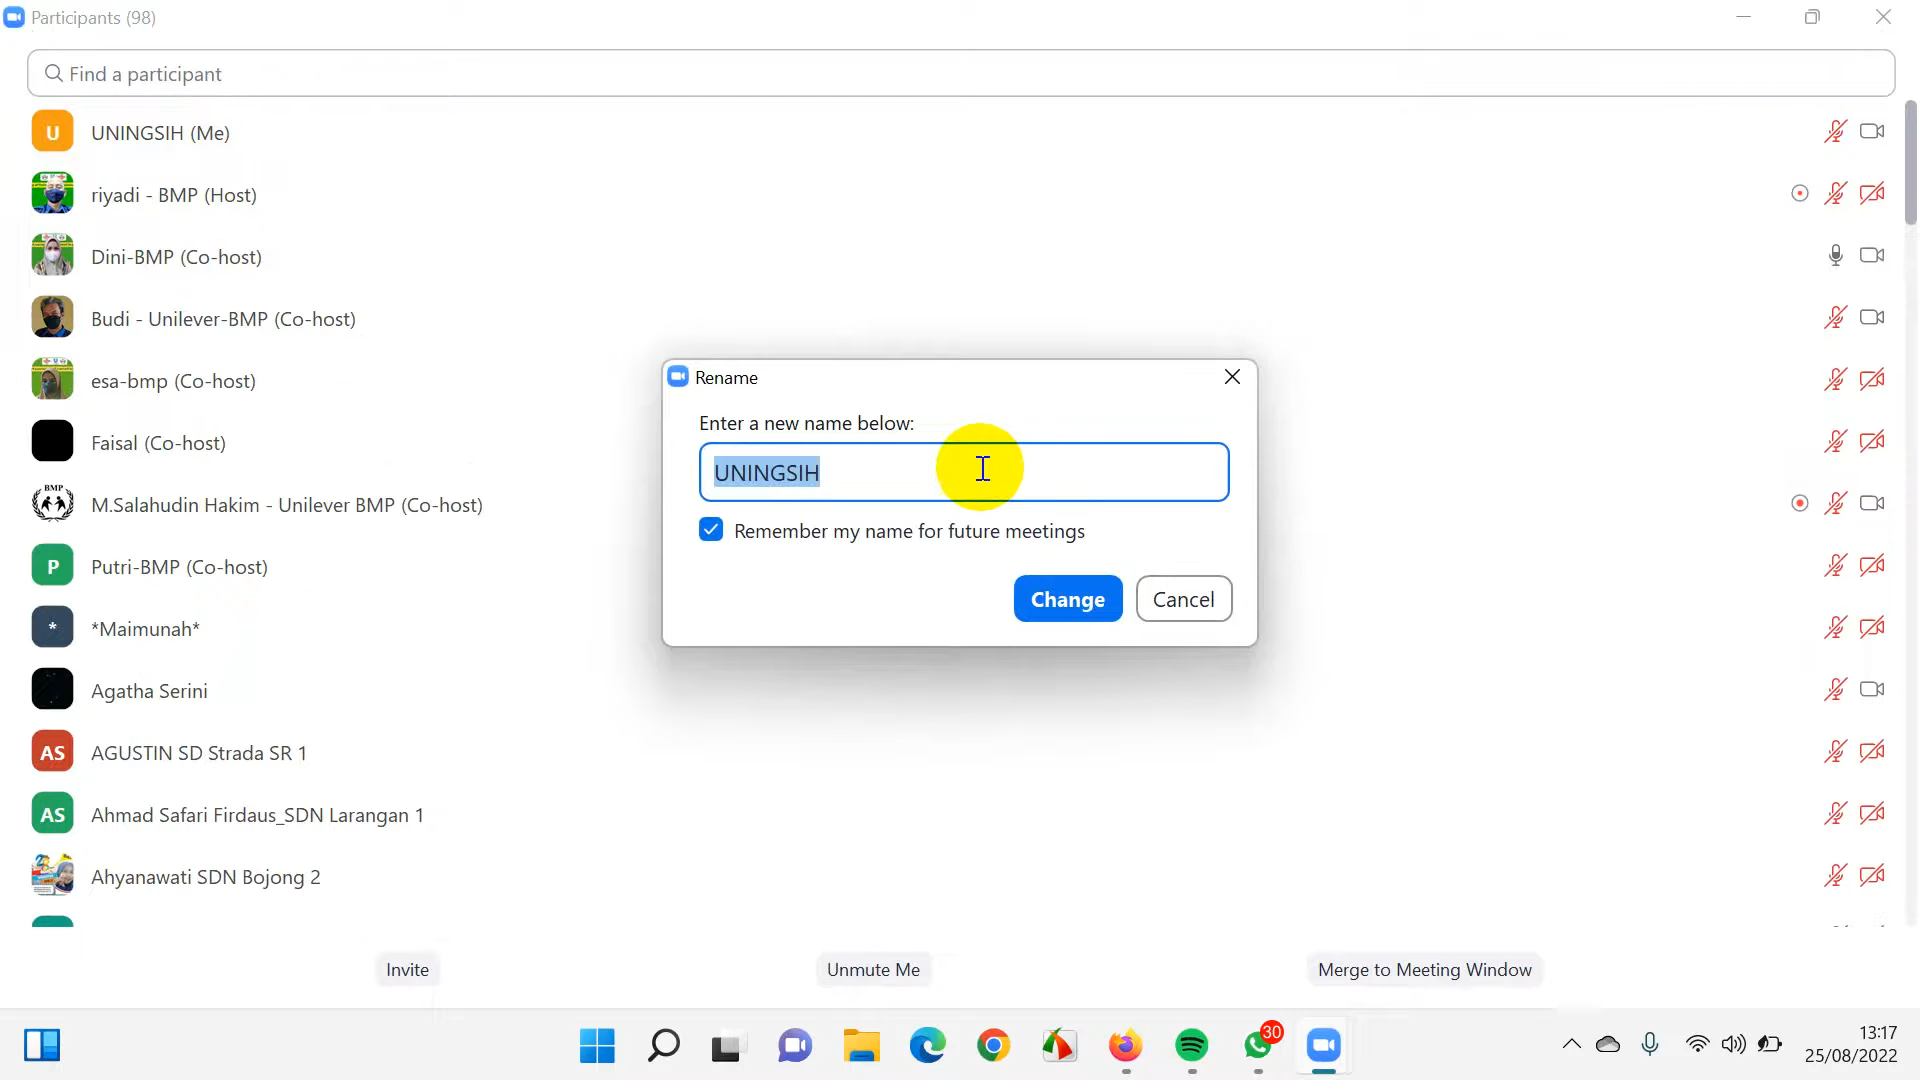 Participants (98)
Find a participant
U UNINGSIH (Me)
riyadi - BMP (Host)
Dini-BMP (Co-host)
Budi - Unilever-BMP (Co-host)
esa-bmp (Co-host)
Faisal (Co-host)
BMP M.Salahudin Hakim - Unilever BMP (Co-host)
P Putri-BMP (Co-host)
* *Maimunah*
Agatha Serini
AS AGUSTIN SD Strada SR 1
AS Ahmad Safari Firdaus_SDN Larangan 1
Ahyanawati SDN Bojong 2
Rename
Enter a new name below:
UNINGSIH
Remember my name for future meetings
Change Cancel
Invite Unmute Me Merge to Meeting Window
30
13:17
25/08/2022